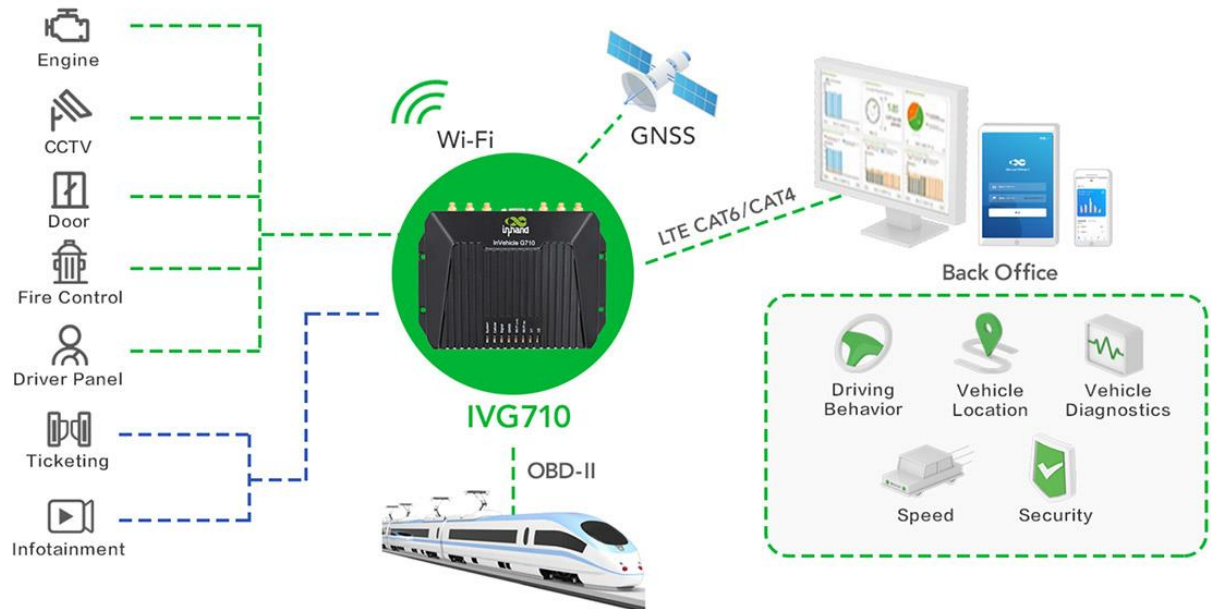 Engine
CCTV
Door
Fire Control
Driver Panel
Ticketing
Infotainment
Wi-Fi
GNSS
inhand
InVehicle G710
IVG710
OBD-II
LTE CAT6/CAT4
Back Office
Driving
Behavior
Vehicle
Location
Vehicle
Diagnostics
Speed
Security